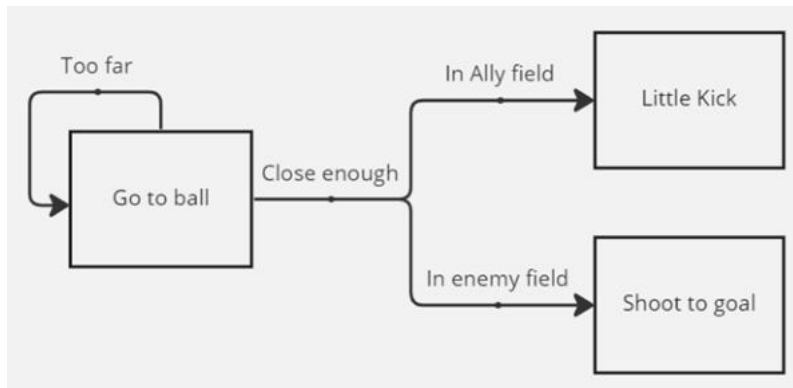 Too far
In Ally field
Little Kick
Close enough
Go to ball
In enemy field
Shoot to goal